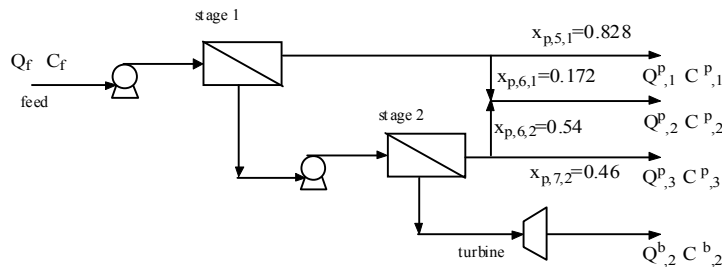 stage 1
x_{p,5,1}=0.828
Q_f C_f
feed
x_{p,6,1}=0.172
Q^p_{,1} C^p_{,1}
stage 2
x_{p,6,2}=0.54
Q^p_{,2} C^p_{,2}
x_{p,7,2}=0.46
Q^p_{,3} C^p_{,3}
turbine
Q^b_{,2} C^b_{,2}